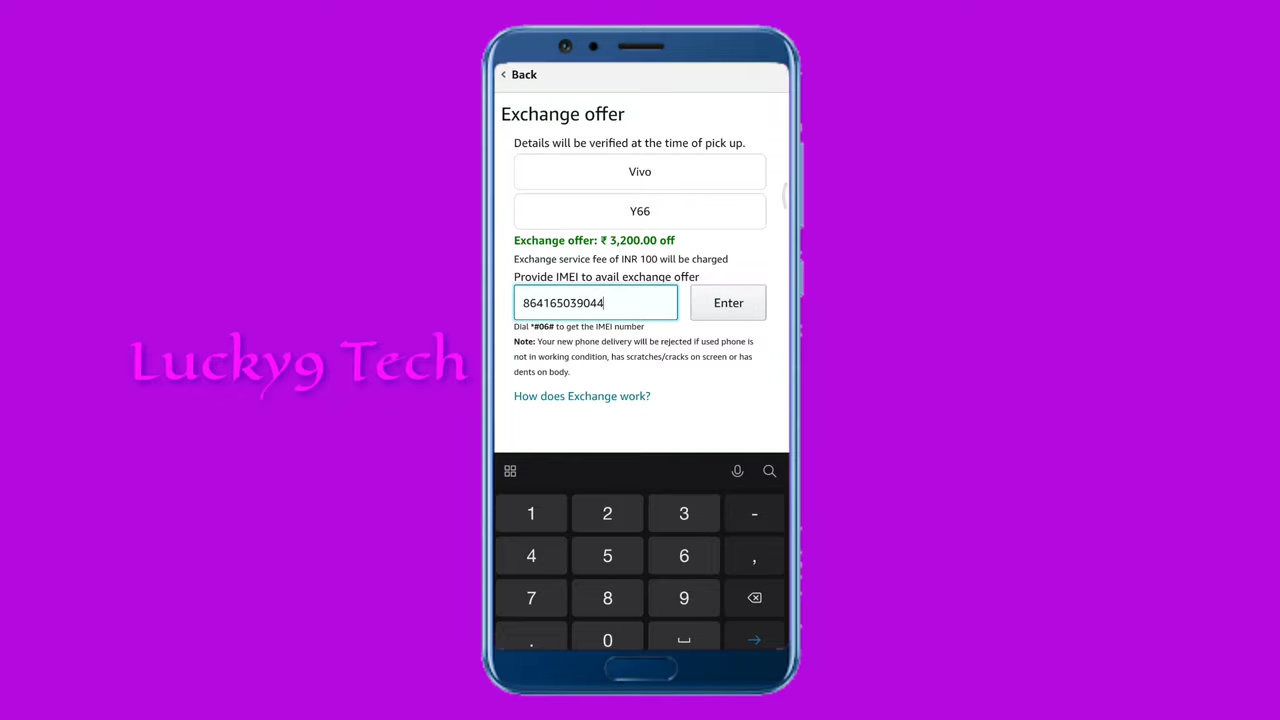 Back
Exchange offer
Details will be verified at the time of pick up.
Vivo
Y66
Exchange offer: ₹ 3,200.00 off
Exchange service fee of INR 100 will be charged
Provide IMEI to avail exchange offer
864165039044
Enter
Dial *#06# to get the IMEI number
Note: Your new phone delivery will be rejected if used phone is
not in working condition, has scratches/cracks on screen or has
dents on body.
How does Exchange work?
Lucky9 Tech
1 2 3 -
4 5 6 ,
7 8 9
. 0